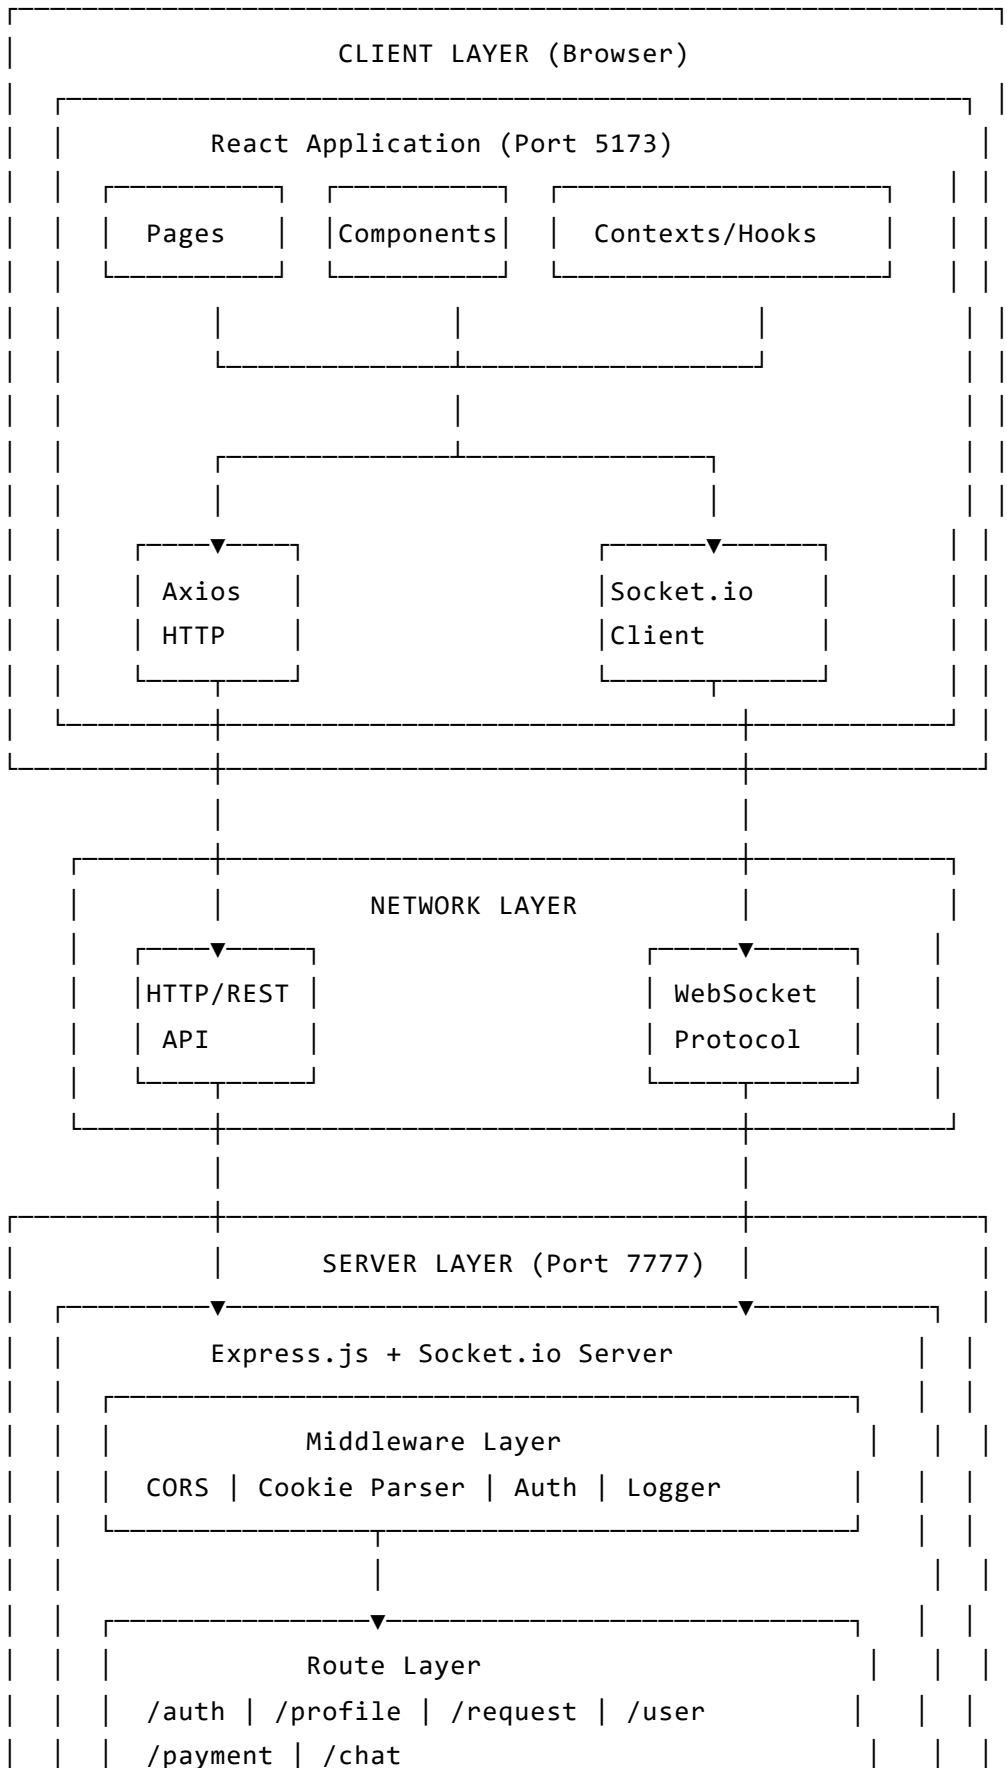 CLIENT LAYER (Browser)
React Application (Port 5173)
Pages Components Contexts/Hooks
Axios Socket.io
HTTP Client
NETWORK LAYER
HTTP/REST WebSocket
API Protocol
SERVER LAYER (Port 7777)
Express.js + Socket.io Server
Middleware Layer
CORS | Cookie Parser | Auth | Logger
Route Layer
/auth | /profile | /request | /user
/payment | /chat